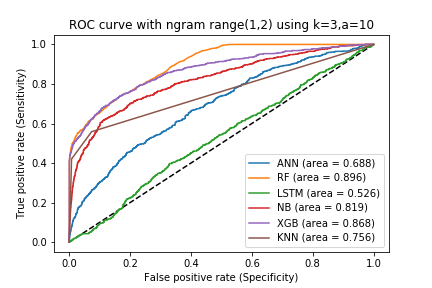 ROC curve with ngram range(1,2) using k=3,a=10
True positive rate (Sensitivity)
1.0
0.8
0.6
0.4
0.2
0.0
ANN (area = 0.688)
RF (area = 0.896)
LSTM (area = 0.526)
NB (area = 0.819)
XGB (area = 0.868)
KNN (area = 0.756)
0.0 0.2 0.4 0.6 0.8 1.0
False positive rate (Specificity)